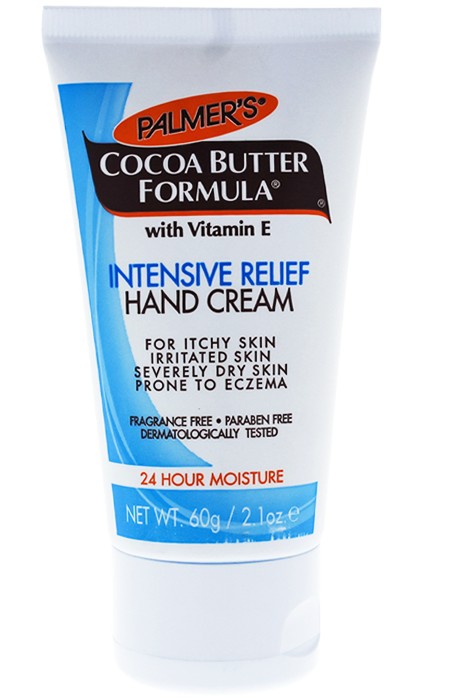 PALMER'S®
COCOA BUTTER
FORMULA®
®
with Vitamin E
INTENSIVE RELIEF
HAND CREAM
FOR ITCHY SKIN
IRRITATED SKIN
SEVERELY DRY SKIN
PRONE TO ECZEMA
FRAGRANCE FREE • PARABEN FREE
DERMATOLOGICALLY TESTED
24 HOUR MOISTURE
NET WT. 60g / 2.1oz ℮